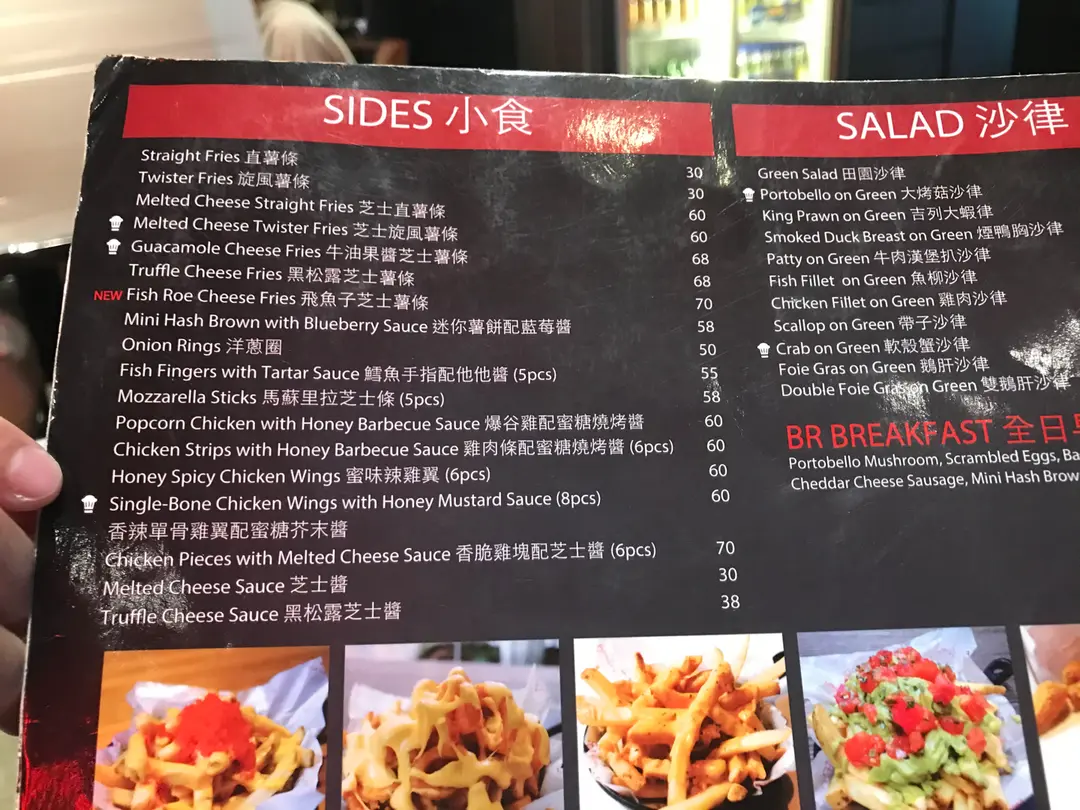 SIDES 小食
Straight Fries 直薯條 30
Twister Fries 旋風薯條 30
Melted Cheese Straight Fries 芝士直薯條 60
Melted Cheese Twister Fries 芝士旋風薯條 60
Guacamole Cheese Fries 牛油果醬芝士薯條 68
Truffle Cheese Fries 黑松露芝士薯條 68
NEW Fish Roe Cheese Fries 飛魚子芝士薯條 70
Mini Hash Brown with Blueberry Sauce 迷你薯餅配藍莓醬 58
Onion Rings 洋蔥圈 50
Fish Fingers with Tartar Sauce 鱈魚手指配他他醬 (5pcs) 55
Mozzarella Sticks 馬蘇里拉芝士條 (5pcs) 58
Popcorn Chicken with Honey Barbecue Sauce 爆谷雞配蜜糖燒烤醬 60
Chicken Strips with Honey Barbecue Sauce 雞肉條配蜜糖燒烤醬 (6pcs) 60
Honey Spicy Chicken Wings 蜜味辣雞翼 (6pcs) 60
Single-Bone Chicken Wings with Honey Mustard Sauce (8pcs) 60
香辣單骨雞翼配蜜糖芥末醬
Chicken Pieces with Melted Cheese Sauce 香脆雞塊配芝士醬 (6pcs) 70
Melted Cheese Sauce 芝士醬 30
Truffle Cheese Sauce 黑松露芝士醬 38
SALAD 沙律
Green Salad 田園沙律
Portobello on Green 大烤菇沙律
King Prawn on Green 吉列大蝦律
Smoked Duck Breast on Green 煙鴨胸沙律
Patty on Green 牛肉漢堡扒沙律
Fish Fillet on Green 魚柳沙律
Chicken Fillet on Green 雞肉沙律
Scallop on Green 帶子沙律
Crab on Green 軟殼蟹沙律
Foie Gras on Green 鵝肝沙律
Double Foie Gras on Green 雙鵝肝沙律
BR BREAKFAST 全日
Portobello Mushroom, Scrambled Eggs,
Cheddar Cheese Sausage, Mini Hash Brow